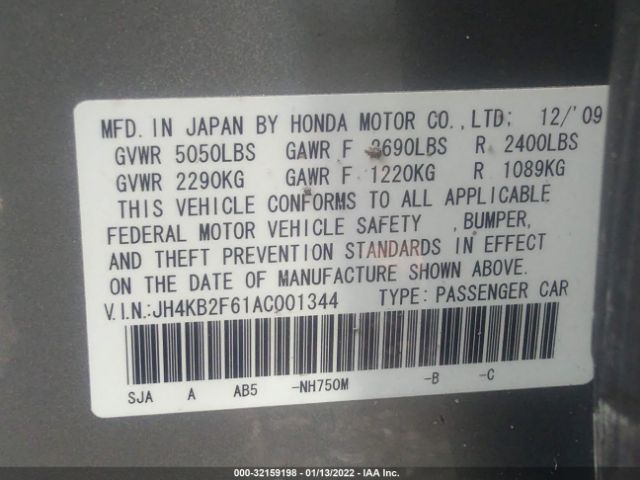 MFD. IN JAPAN BY HONDA MOTOR CO., LTD; 12/'09
GVWR 5050LBS GAWR F 2690LBS R 2400LBS
GVWR 2290KG GAWR F 1220KG R 1089KG
THIS VEHICLE CONFORMS TO ALL APPLICABLE
FEDERAL MOTOR VEHICLE SAFETY , BUMPER,
AND THEFT PREVENTION STANDARDS IN EFFECT
ON THE DATE OF MANUFACTURE SHOWN ABOVE.
V.I.N.:JH4KB2F61AC001344 TYPE: PASSENGER CAR
SJA A AB5 -NH750M -B -C
000-32159198 - 01/13/2022 - IAA Inc.